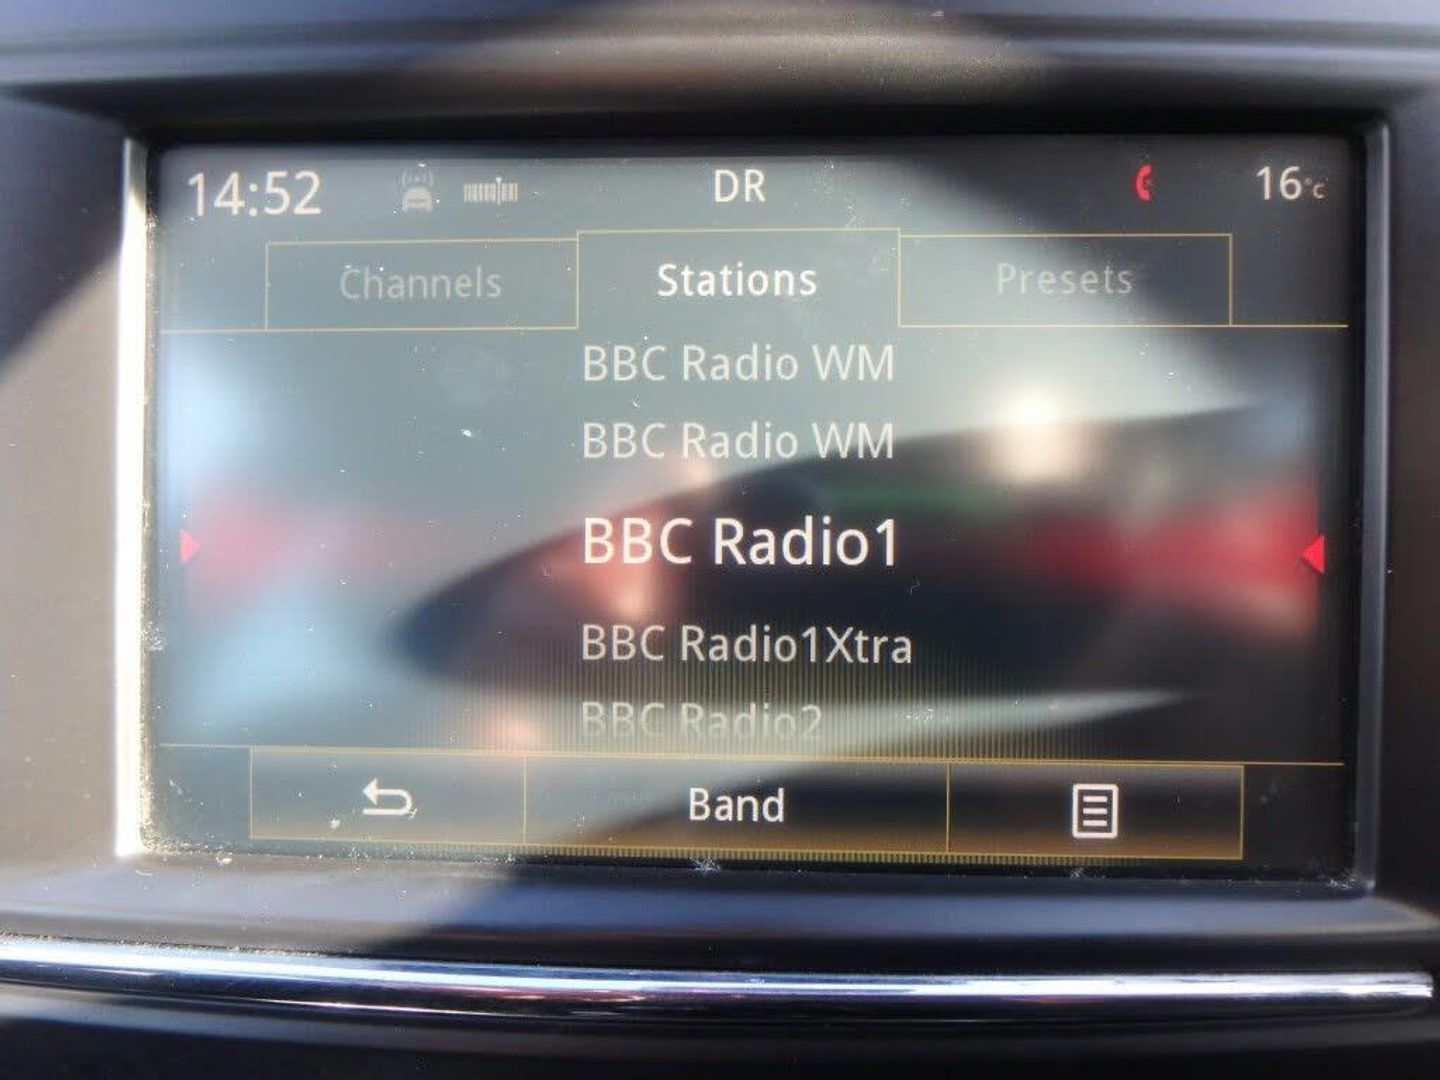 14:52 DR 16°c
Channels Stations Presets
BBC Radio WM
BBC Radio WM
BBC Radio1
BBC Radio1Xtra
BBC Radio2
Band